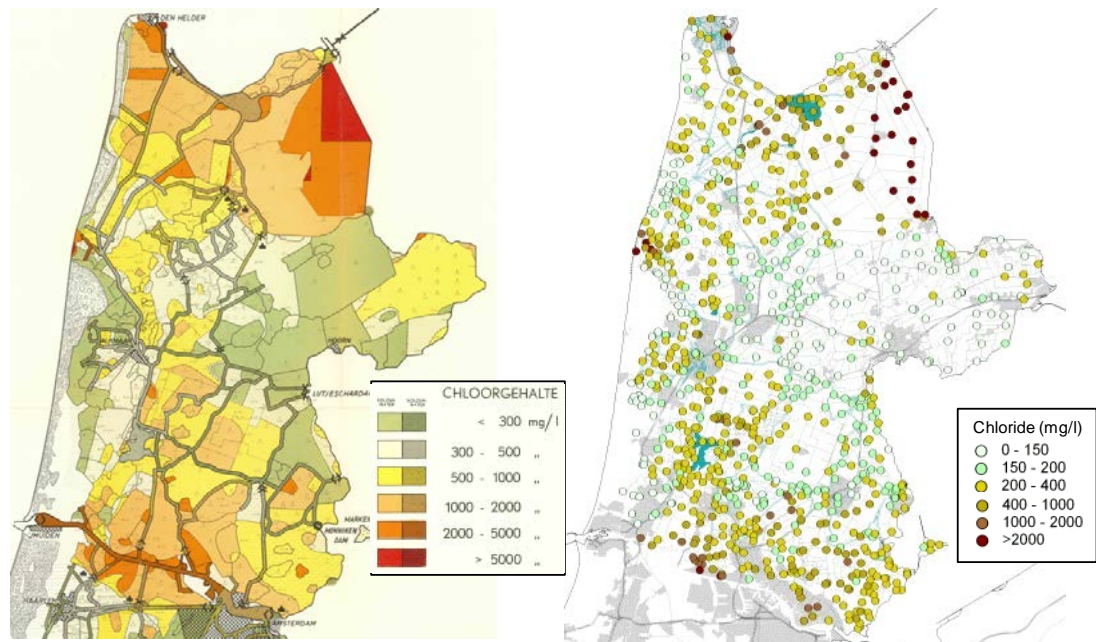 DEN HELDER
HOORN
LUTJESCHARDAM
CHLOORGEHALTE
< 300 mg/l
300 - 500 „
500 - 1000 „
1000 - 2000 „
2000 - 5000 „
> 5000 „
MARKEN
MONNIKEN
DAM
IJMUIDEN
HAARLEM
AMSTERDAM
Chloride (mg/l)
0 - 150
150 - 200
200 - 400
400 - 1000
1000 - 2000
>2000